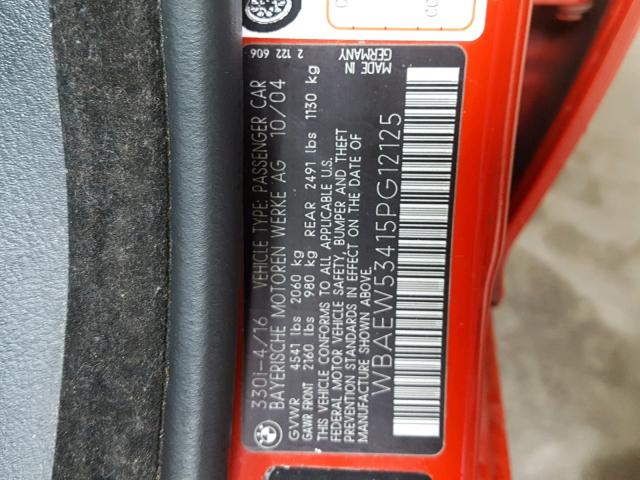 330i-4/16 VEHICLE TYPE: PASSENGER CAR
BAYERISCHE MOTOREN WERKE AG 10/04
GVWR 4541 lbs 2060 kg
GAWR FRONT 2160 lbs 980 kg REAR 2491 lbs 1130 kg
THIS VEHICLE CONFORMS TO ALL APPLICABLE U.S.
FEDERAL MOTOR VEHICLE SAFETY, BUMPER AND THEFT
PREVENTION STANDARDS IN EFFECT ON THE DATE OF
MANUFACTURE SHOWN ABOVE.
WBAEW53415PG12125
2 122 606
MADE IN
GERMANY